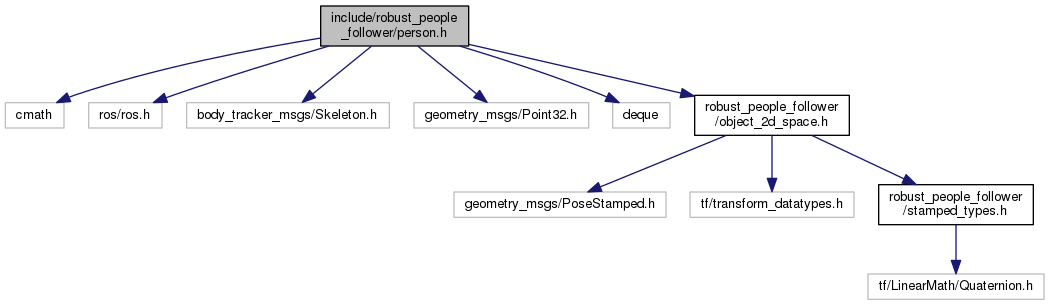 include/robust_people
_follower/person.h
cmath
ros/ros.h
body_tracker_msgs/Skeleton.h
geometry_msgs/Point32.h
deque
robust_people_follower
/object_2d_space.h
geometry_msgs/PoseStamped.h
tf/transform_datatypes.h
robust_people_follower
/stamped_types.h
tf/LinearMath/Quaternion.h